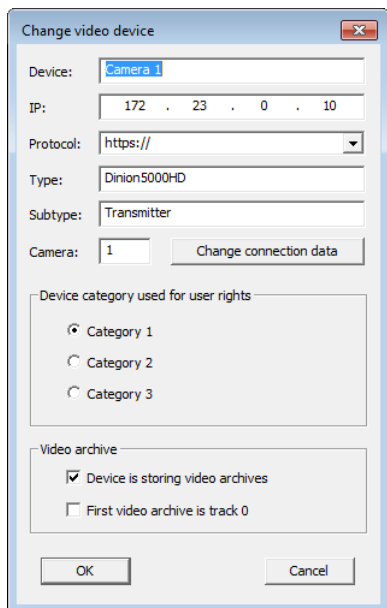 Change video device
Device: Camera 1
IP: 172 . 23 . 0 . 10
Protocol: https://
Type: Dinion5000HD
Subtype: Transmitter
Camera: 1 Change connection data
Device category used for user rights
Category 1
Category 2
Category 3
Video archive
Device is storing video archives
First video archive is track 0
OK Cancel